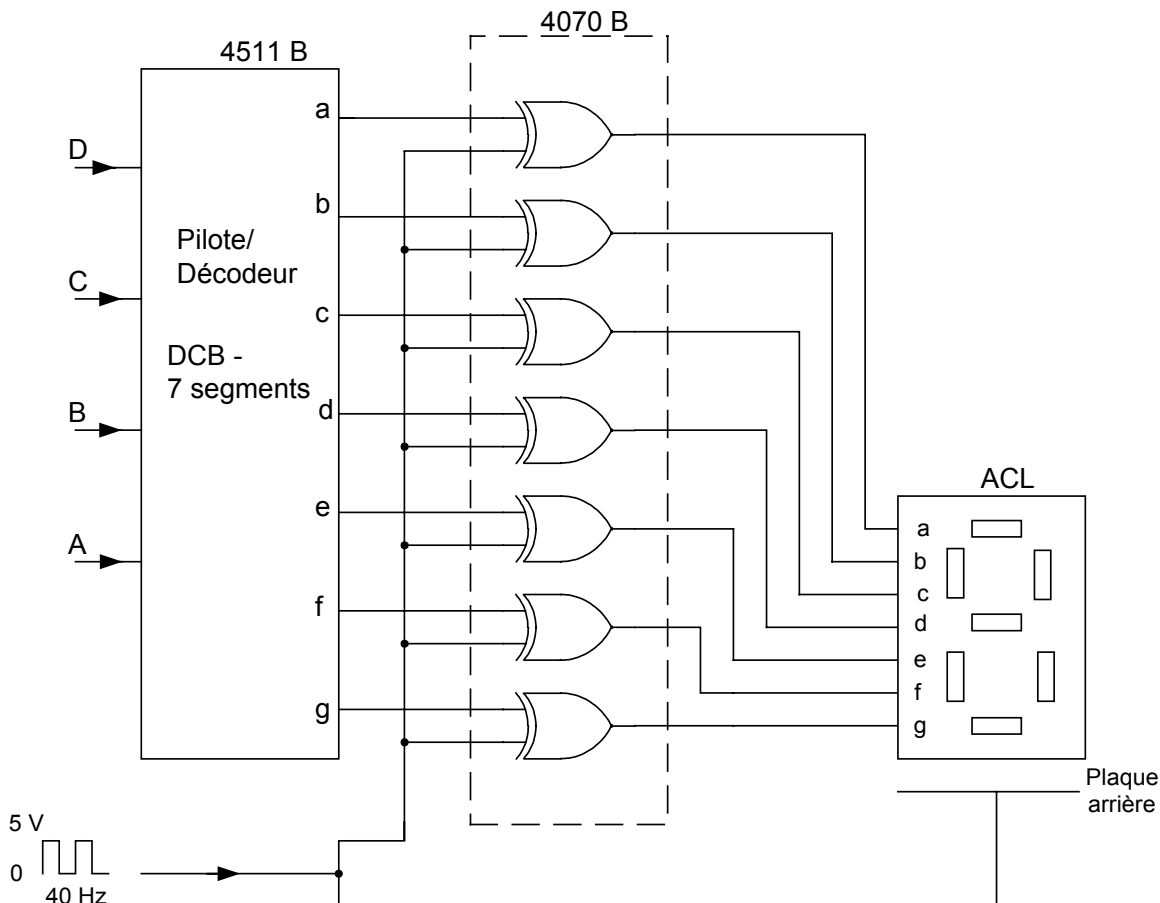 4070 B
4511 B
a
D
b
Pilote/
Décodeur
C
c
DCB -
7 segments
d
B
ACL
e
a
A
b
c
f
d
e
f
g
g
Plaque
arrière
5 V
0
40 Hz